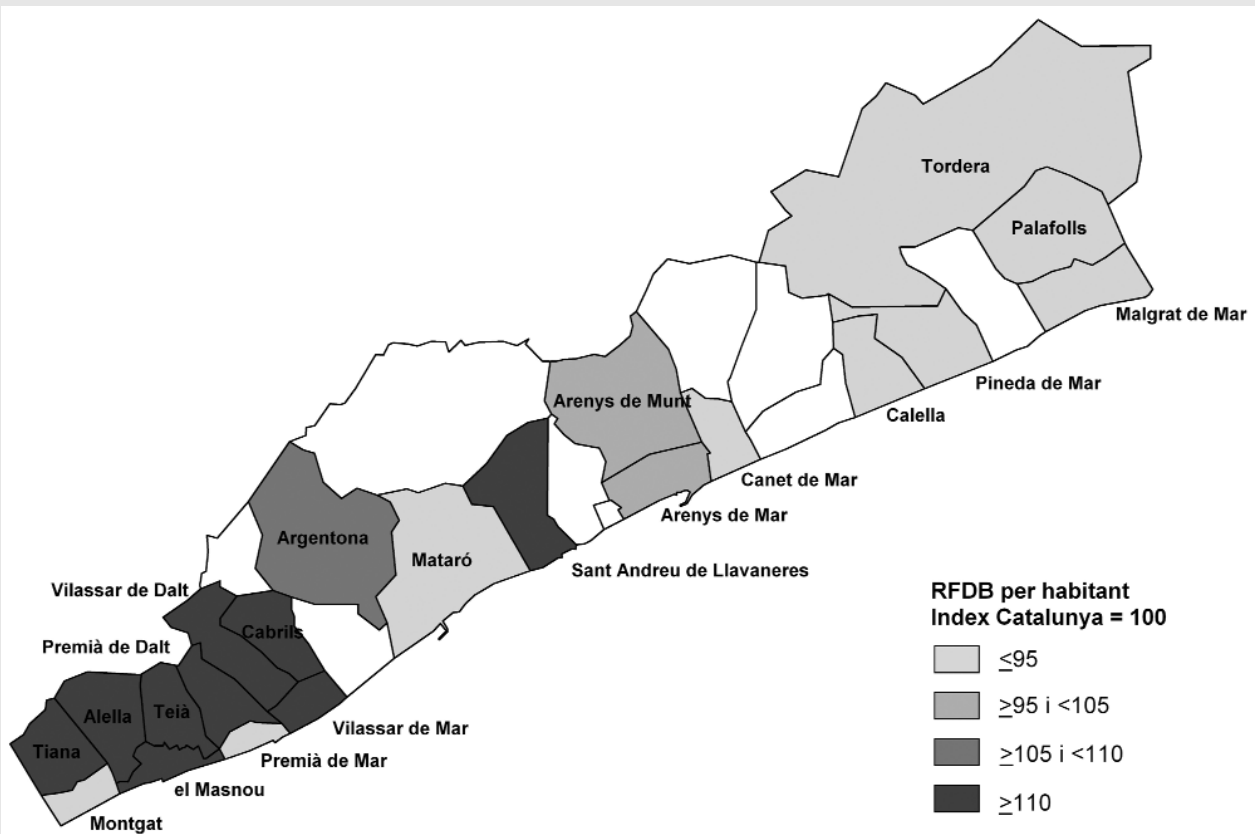 Tordera
Palafolls
Malgrat de Mar
Pineda de Mar
Calella
Arenys de Munt
Canet de Mar
Arenys de Mar
Argentona
Mataró
Sant Andreu de Llavaneres
Vilassar de Dalt
Cabrils
Premià de Dalt
Teià
Alella
Tiana
Vilassar de Mar
Premià de Mar
el Masnou
Montgat
RFDB per habitant
Index Catalunya = 100
≤95
≥95 i <105
≥105 i <110
≥110